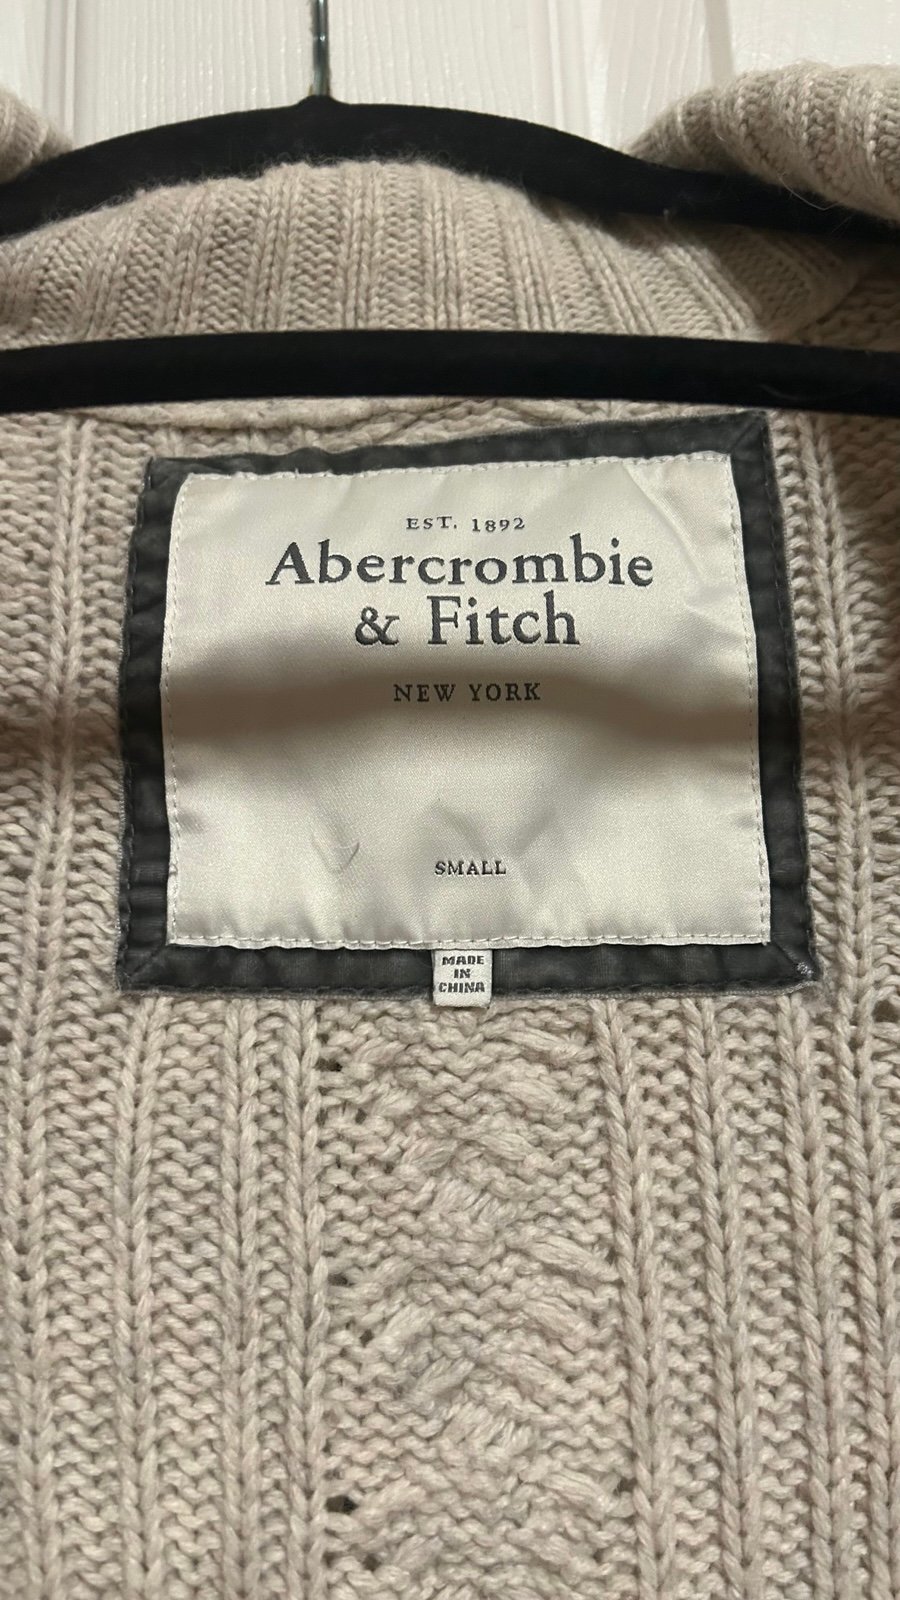 EST. 1892
Abercrombie
& Fitch
NEW YORK
SMALL
MADE
IN
CHINA